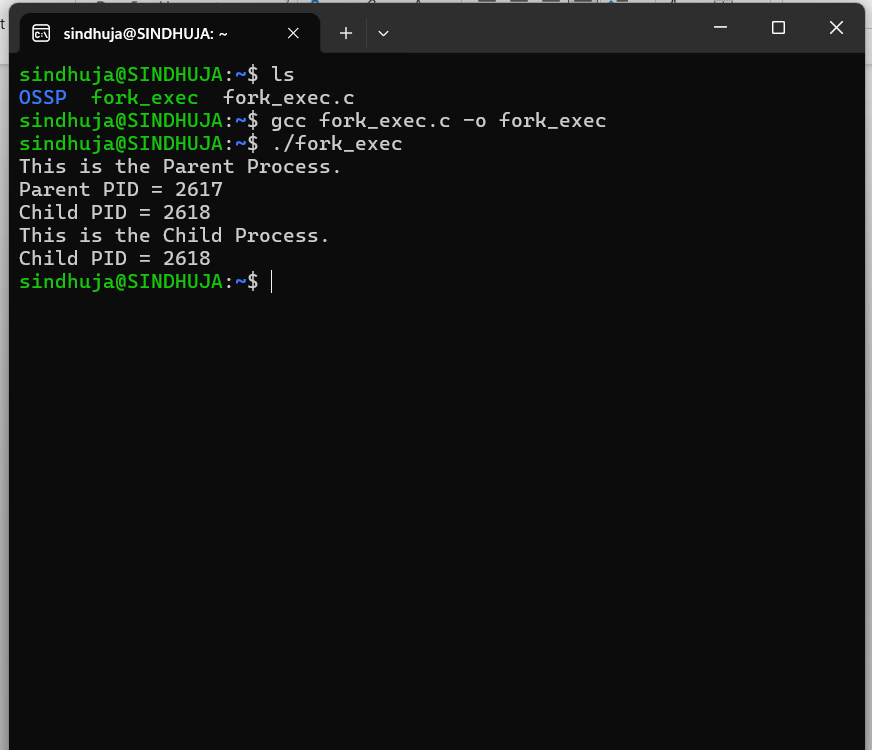 sindhuja@SINDHUJA: ~
sindhuja@SINDHUJA:~$ ls
OSSP  fork_exec  fork_exec.c
sindhuja@SINDHUJA:~$ gcc fork_exec.c -o fork_exec
sindhuja@SINDHUJA:~$ ./fork_exec
This is the Parent Process.
Parent PID = 2617
Child PID = 2618
This is the Child Process.
Child PID = 2618
sindhuja@SINDHUJA:~$